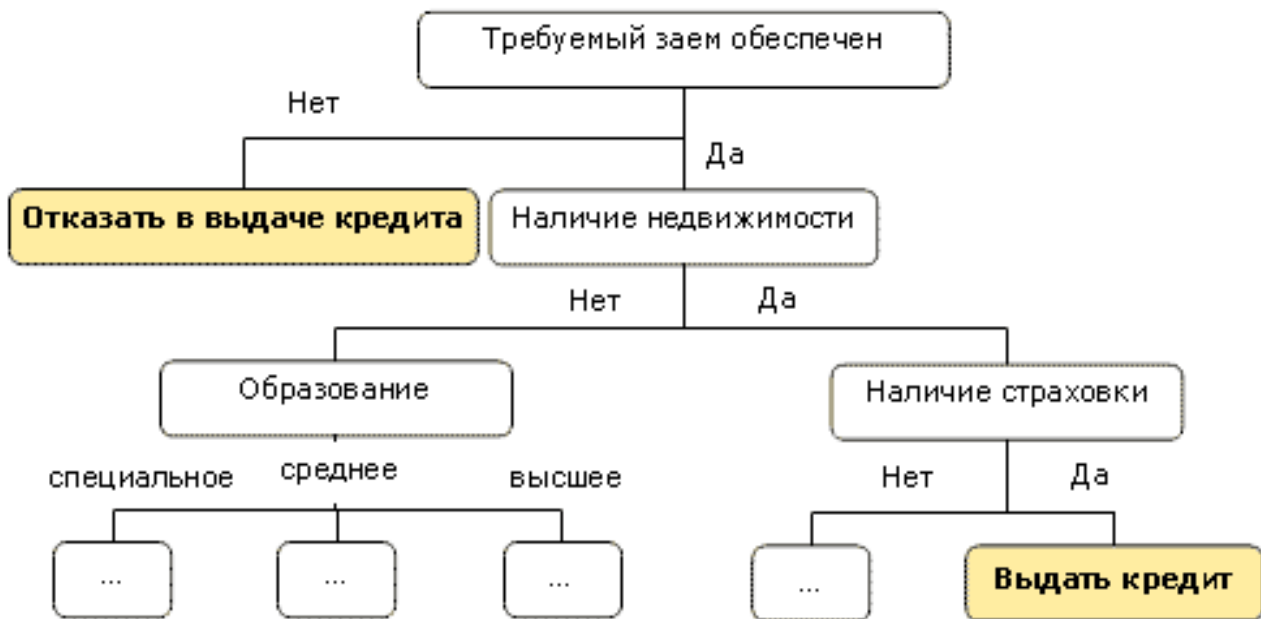 Требуемый заем обеспечен
Нет
Да
Отказать в выдаче кредита
Наличие недвижимости
Нет
Да
Образование
Наличие страховки
специальное
среднее
высшее
Нет
Да
...
...
...
...
Выдать кредит